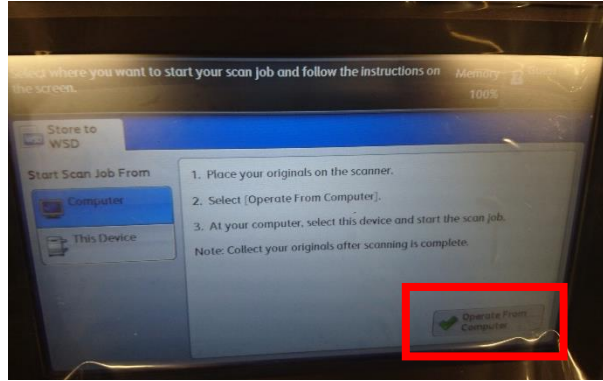 Select where you want to start your scan job and follow the instructions on
the screen.
Memory
100%
Store to
WSD
Start Scan Job From
Computer
This Device
1. Place your originals on the scanner.
2. Select [Operate From Computer].
3. At your computer, select this device and start the scan job.
Note: Collect your originals after scanning is complete.
Operate From
Computer